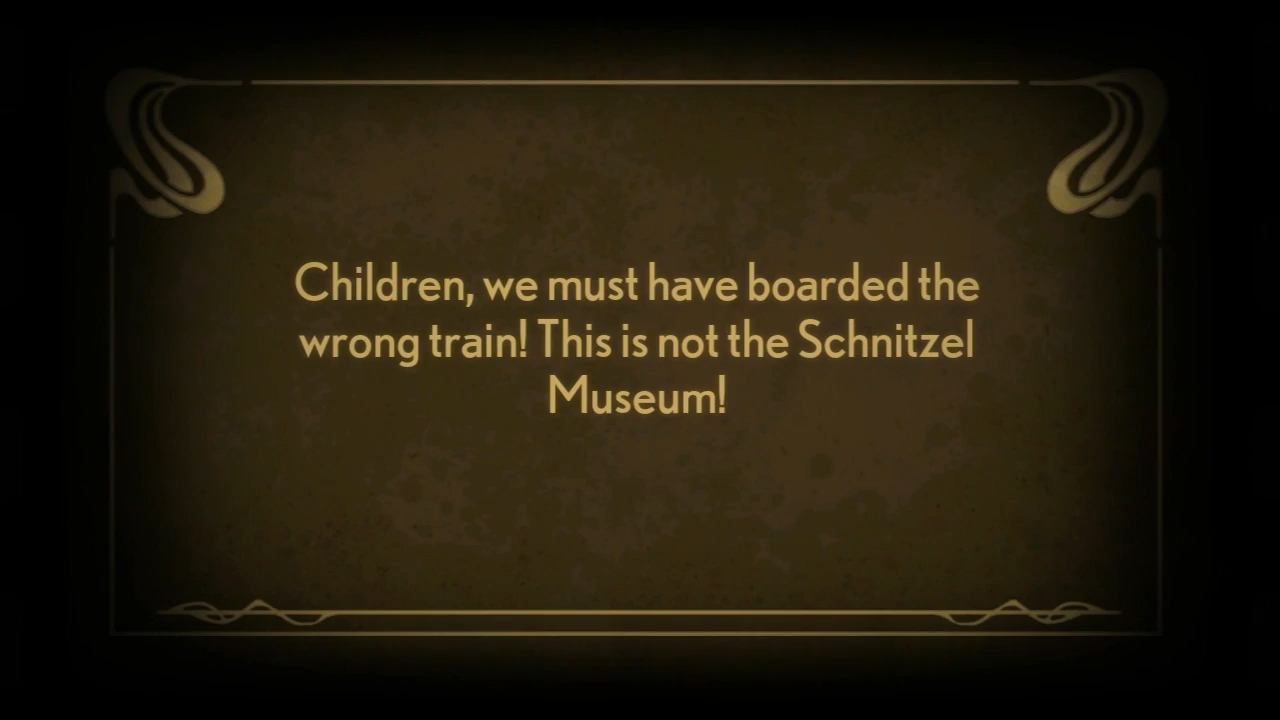 Children, we must have boarded the
wrong train! This is not the Schnitzel
Museum!